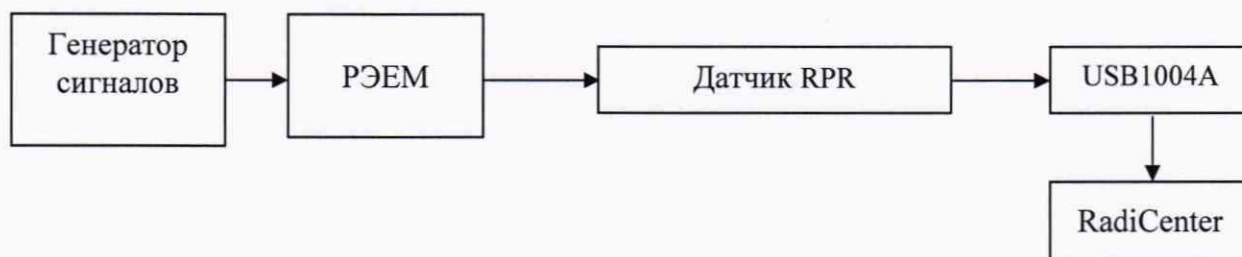 Генератор
сигналов
РЭЕМ
Датчик RPR
USB1004A
RadiCenter